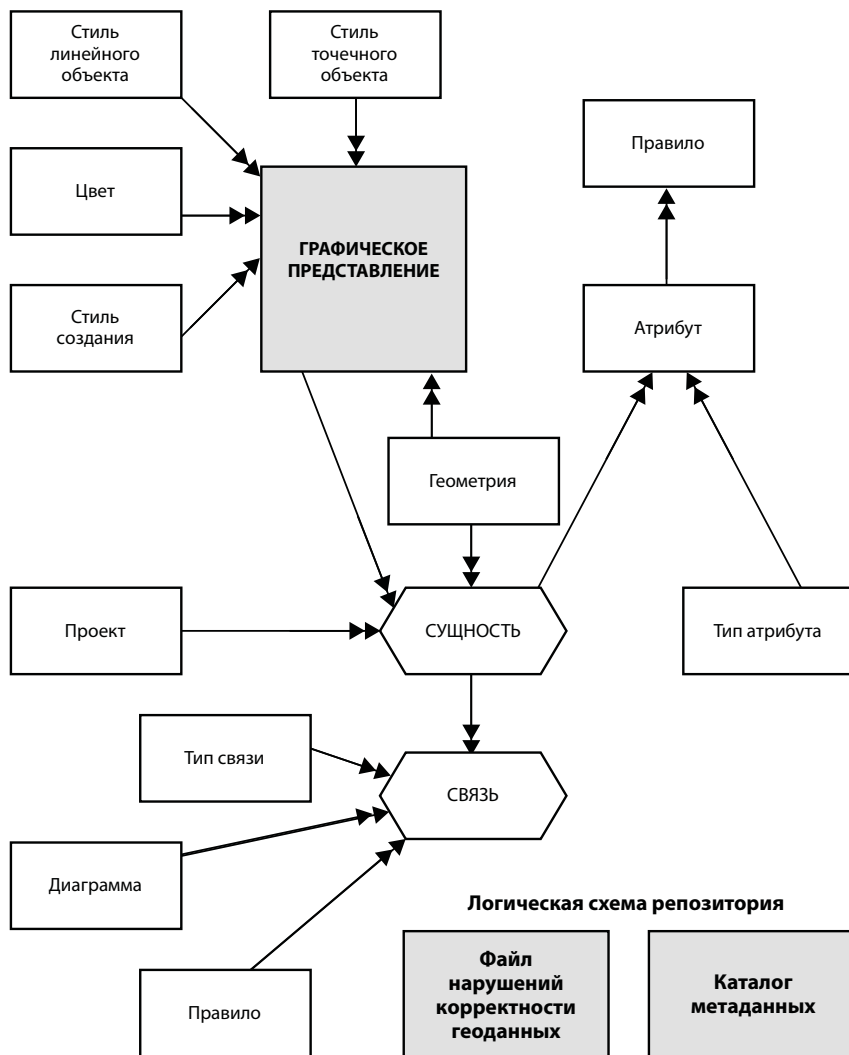 Стиль
линейного
объекта
Стиль
точечного
объекта
Правило
Цвет
ГРАФИЧЕСКОЕ
ПРЕДСТАВЛЕНИЕ
Стиль
создания
Атрибут
Геометрия
Проект
СУЩНОСТЬ
Тип атрибута
Тип связи
СВЯЗЬ
Диаграмма
Логическая схема репозитория
Правило
Файл
нарушений
корректности
геоданных
Каталог
метаданных